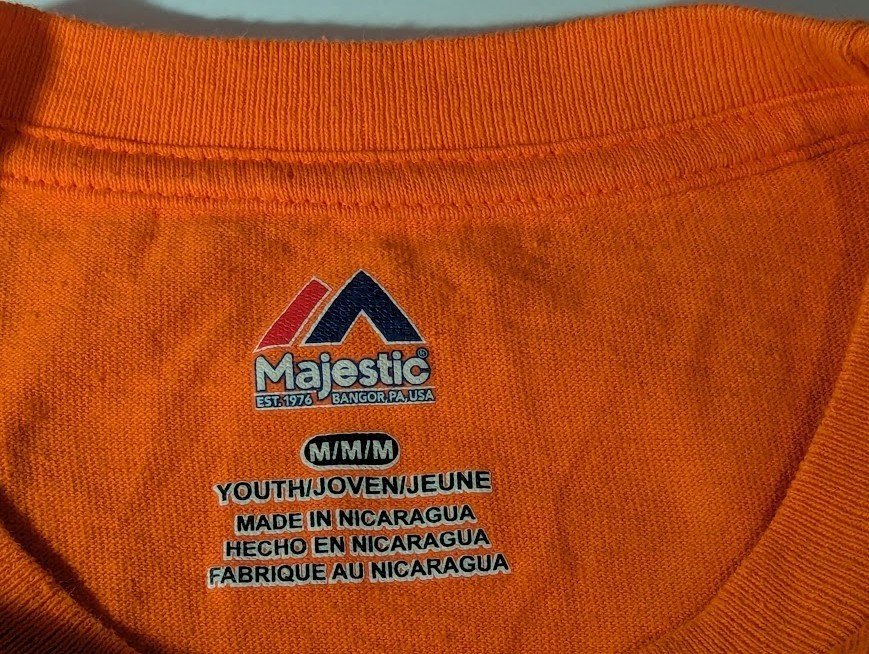 Majestic®
EST. 1976 BANGOR, PA, USA
M/M/M
YOUTH/JOVEN/JEUNE
MADE IN NICARAGUA
HECHO EN NICARAGUA
FABRIQUE AU NICARAGUA